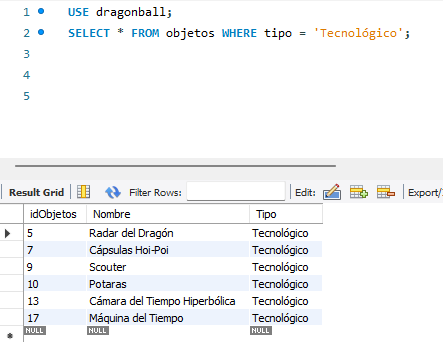 1 USE dragonball;
2 SELECT * FROM objetos WHERE tipo = 'Tecnológico';
3
4
5
Result Grid Filter Rows: Edit: Export/
idObjetos Nombre Tipo
5 Radar del Dragón Tecnológico
7 Cápsulas Hoi-Poi Tecnológico
9 Scouter Tecnológico
10 Potaras Tecnológico
13 Cámara del Tiempo Hiperbólica Tecnológico
17 Máquina del Tiempo Tecnológico
NULL NULL NULL